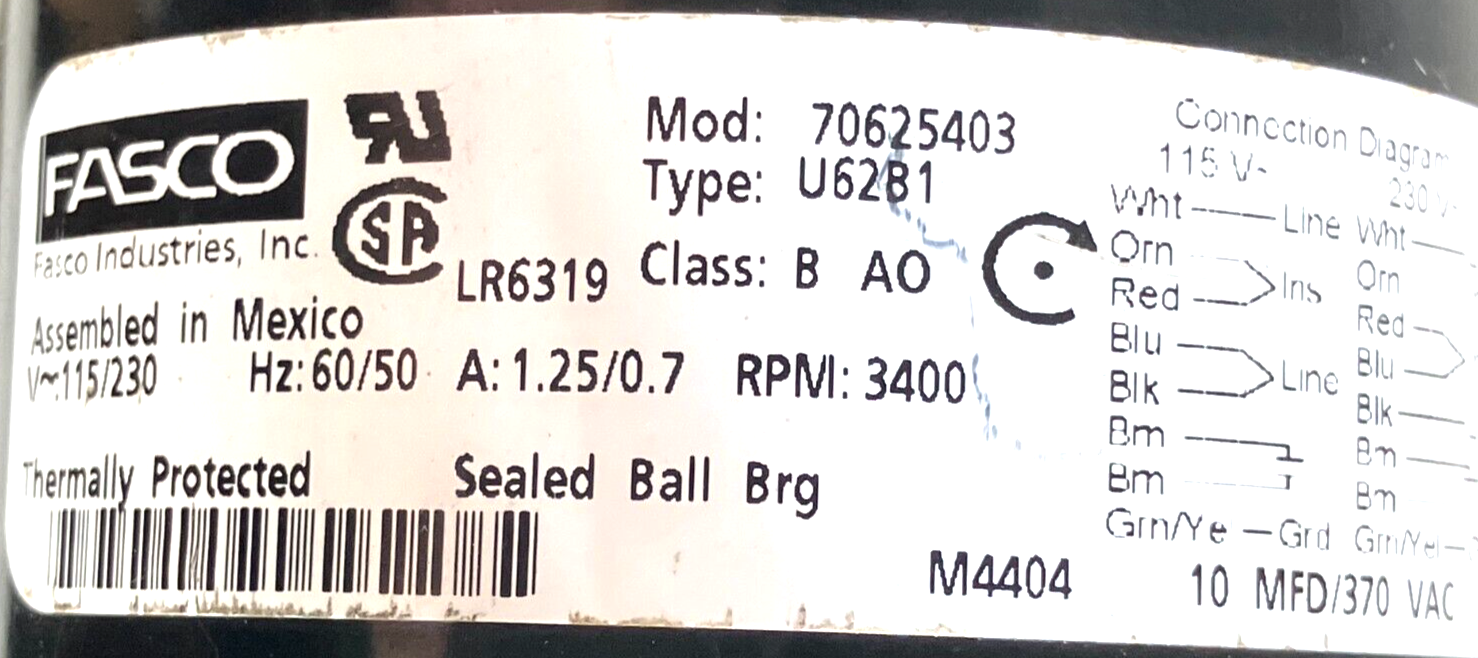 FASCO
Fasco Industries, Inc.
LR6319
Assembled in Mexico
V~:115/230 Hz: 60/50 A: 1.25/0.7 RPM: 3400
Thermally Protected Sealed Ball Brg
Mod: 70625403
Type: U62B1
Class: B AO
M4404
Connection Diagram
115 V~
Wht Line
Orn
Red Ins
Blu
Blk Line
Brn
Brn
Grn/Ye Grd
230 V~
Wht
Orn
Red
Blu
Blk
Brn
Brn
Grn/Yel
10 MFD/370 VAC